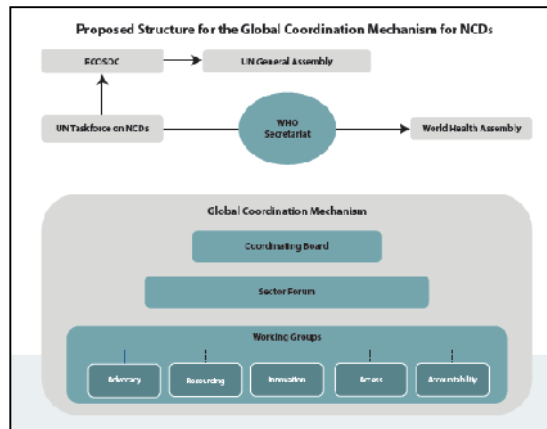 Proposed Structure for the Global Coordination Mechanism for NCDs
ECOSOC
UN General Assembly
UN Taskforce on NCDs
WHO
Secretariat
World Health Assembly
Global Coordination Mechanism
Coordinating Board
Sector Forum
Working Groups
Advocacy
Resourcing
Innovation
Access
Accountability